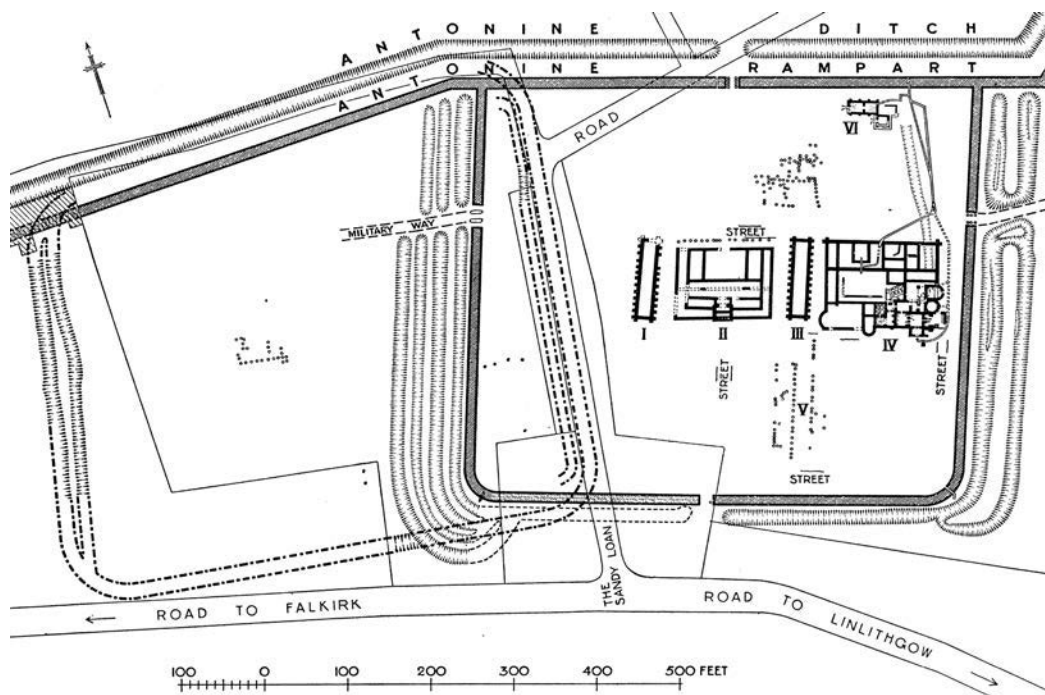 ANTONINE DITCH
ANTONINE RAMPART
ROAD
VI
MILITARY WAY
STREET
I
II
III
IV
STREET
STREET
V
STREET
THE SANDY LOAN
ROAD TO FALKIRK
ROAD TO LINLITHGOW
100 0 100 200 300 400 500 FEET